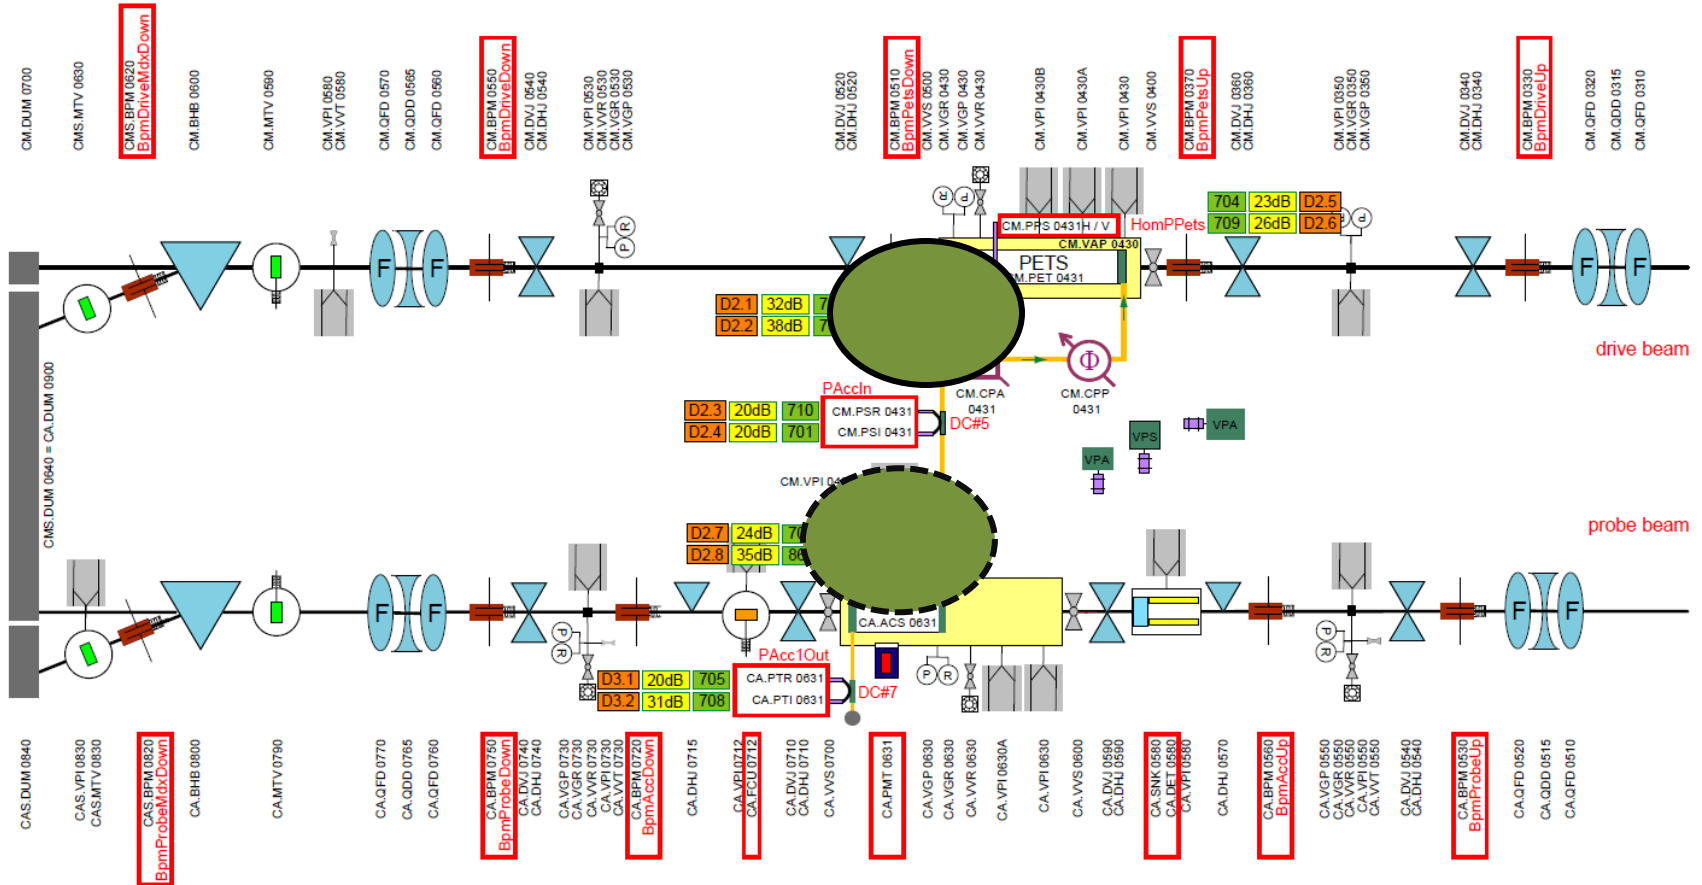 CM.DUM 0700
CMS.MTV 0630
CMS.BPM 0620
BpmDriveMdxDown
CM.BHB 0600
CM.MTV 0590
CM.VPI 0580
CM.VVT 0580
CM.QFD 0570
CM.QDD 0565
CM.QFD 0560
CM.BPM 0550
BpmDriveDown
CM.DVJ 0540
CM.DHJ 0540
CM.VPI 0530
CM.VVR 0530
CM.VGR 0530
CM.VGP 0530
CM.DVJ 0520
CM.DHJ 0520
CM.BPM 0510
BpmPetsDown
CM.VVS 0500
CM.VGR 0430
CM.VGP 0430
CM.VVR 0430
CM.VPI 0430B
CM.VPI 0430A
CM.VPI 0430
CM.VVS 0400
CM.BPM 0370
BpmPetsUp
CM.DVJ 0360
CM.DHJ 0360
CM.VPI 0350
CM.VGR 0350
CM.VGP 0350
CM.DVJ 0340
CM.DHJ 0340
CM.BPM 0330
BpmDriveUp
CM.QFD 0320
CM.QDD 0315
CM.QFD 0310
R P
R
P
CM.PPS 0431H / V
HomPPets
704 23dB D2.5
709 26dB D2.6
P
CM.VAP 0430
PETS
M.PET 0431
F F
F F
D2.1 32dB 7
D2.2 38dB
drive beam
Φ
CM.CPA
0431
CM.CPP
0431
PAccIn
D2.3 20dB 710 CM.PSR 0431
D2.4 20dB 701 CM.PSI 0431
DC#5
VPA
VPS
VPA
CMS.DUM 0640 = CA.DUM 0900
CM.VPI 04
probe beam
D2.7 24dB 70
D2.8 35dB 86
F F
F F
CA.ACS 0631
P
R
P R
P
R
PAcc1Out
D3.1 20dB 705 CA.PTR 0631
D3.2 31dB 708 CA.PTI 0631
DC#7
CAS.DUM 0840
CAS.VPI 0830
CAS.MTV 0830
CAS.BPM 0820
BpmProbeMdxDown
CA.BHB 0800
CA.MTV 0790
CA.QFD 0770
CA.QDD 0765
CA.QFD 0760
CA.BPM 0750
BpmProbeDown
CA.DVJ 0740
CA.DHJ 0740
CA.VGP 0730
CA.VGR 0730
CA.VVR 0730
CA.VPI 0730
CA.VVT 0730
CA.BPM 0720
BpmAccDown
CA.DHJ 0715
CA.VPI 0712
CA.FCU 0712
CA.DVJ 0710
CA.DHJ 0710
CA.VVS 0700
CA.PMT 0631
CA.VGP 0630
CA.VGR 0630
CA.VVR 0630
CA.VPI 0630A
CA.VPI 0630
CA.VVS 0600
CA.DVJ 0590
CA.DHJ 0590
CA.SNK 0580
CA.DET 0580
CA.VPI 0580
CA.DHJ 0570
CA.BPM 0560
BpmAccUp
CA.VGP 0550
CA.VGR 0550
CA.VVR 0550
CA.VPI 0550
CA.VVT 0550
CA.DVJ 0540
CA.DHJ 0540
CA.BPM 0530
BpmProbeUp
CA.QFD 0520
CA.QDD 0515
CA.QFD 0510